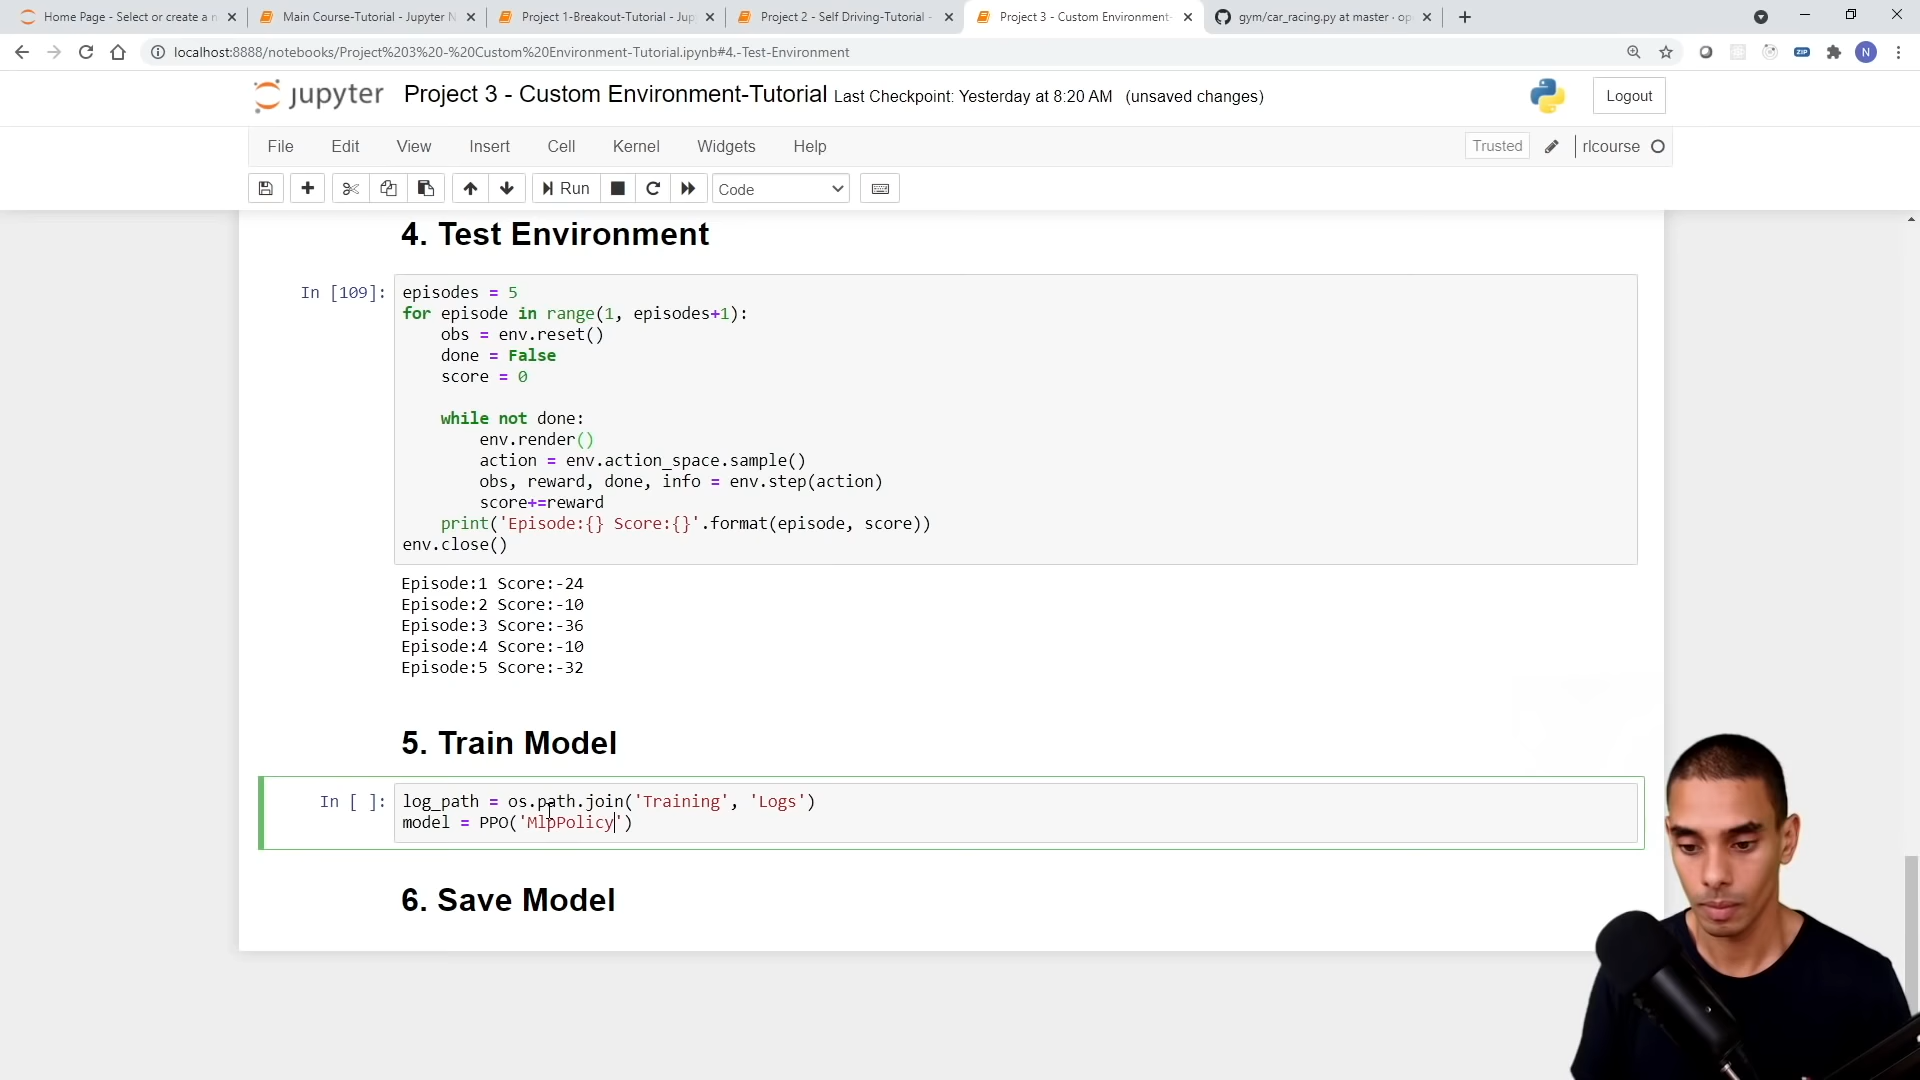 Home Page - Select or create a n
Main Course-Tutorial - Jupyter N
Project 1-Breakout-Tutorial - Jup
Project 2 - Self Driving-Tutorial -
Project 3 - Custom Environment-
gym/car_racing.py at master · op
localhost:8888/notebooks/Project%203%20-%20Custom%20Environment-Tutorial.ipynb#4.-Test-Environment
ZIP
N
jupyter Project 3 - Custom Environment-Tutorial Last Checkpoint: Yesterday at 8:20 AM (unsaved changes)
Logout
File Edit View Insert Cell Kernel Widgets Help
Trusted
rlcourse
Run
Code
4. Test Environment
In [109]:
episodes = 5
for episode in range(1, episodes+1):
obs = env.reset()
done = False
score = 0
while not done:
env.render()
action = env.action_space.sample()
obs, reward, done, info = env.step(action)
score+=reward
print('Episode:{} Score:{}'.format(episode, score))
env.close()
Episode:1 Score:-24
Episode:2 Score:-10
Episode:3 Score:-36
Episode:4 Score:-10
Episode:5 Score:-32
5. Train Model
In [ ]:
log_path = os.path.join('Training', 'Logs')
model = PPO('MlpPolicy')
6. Save Model